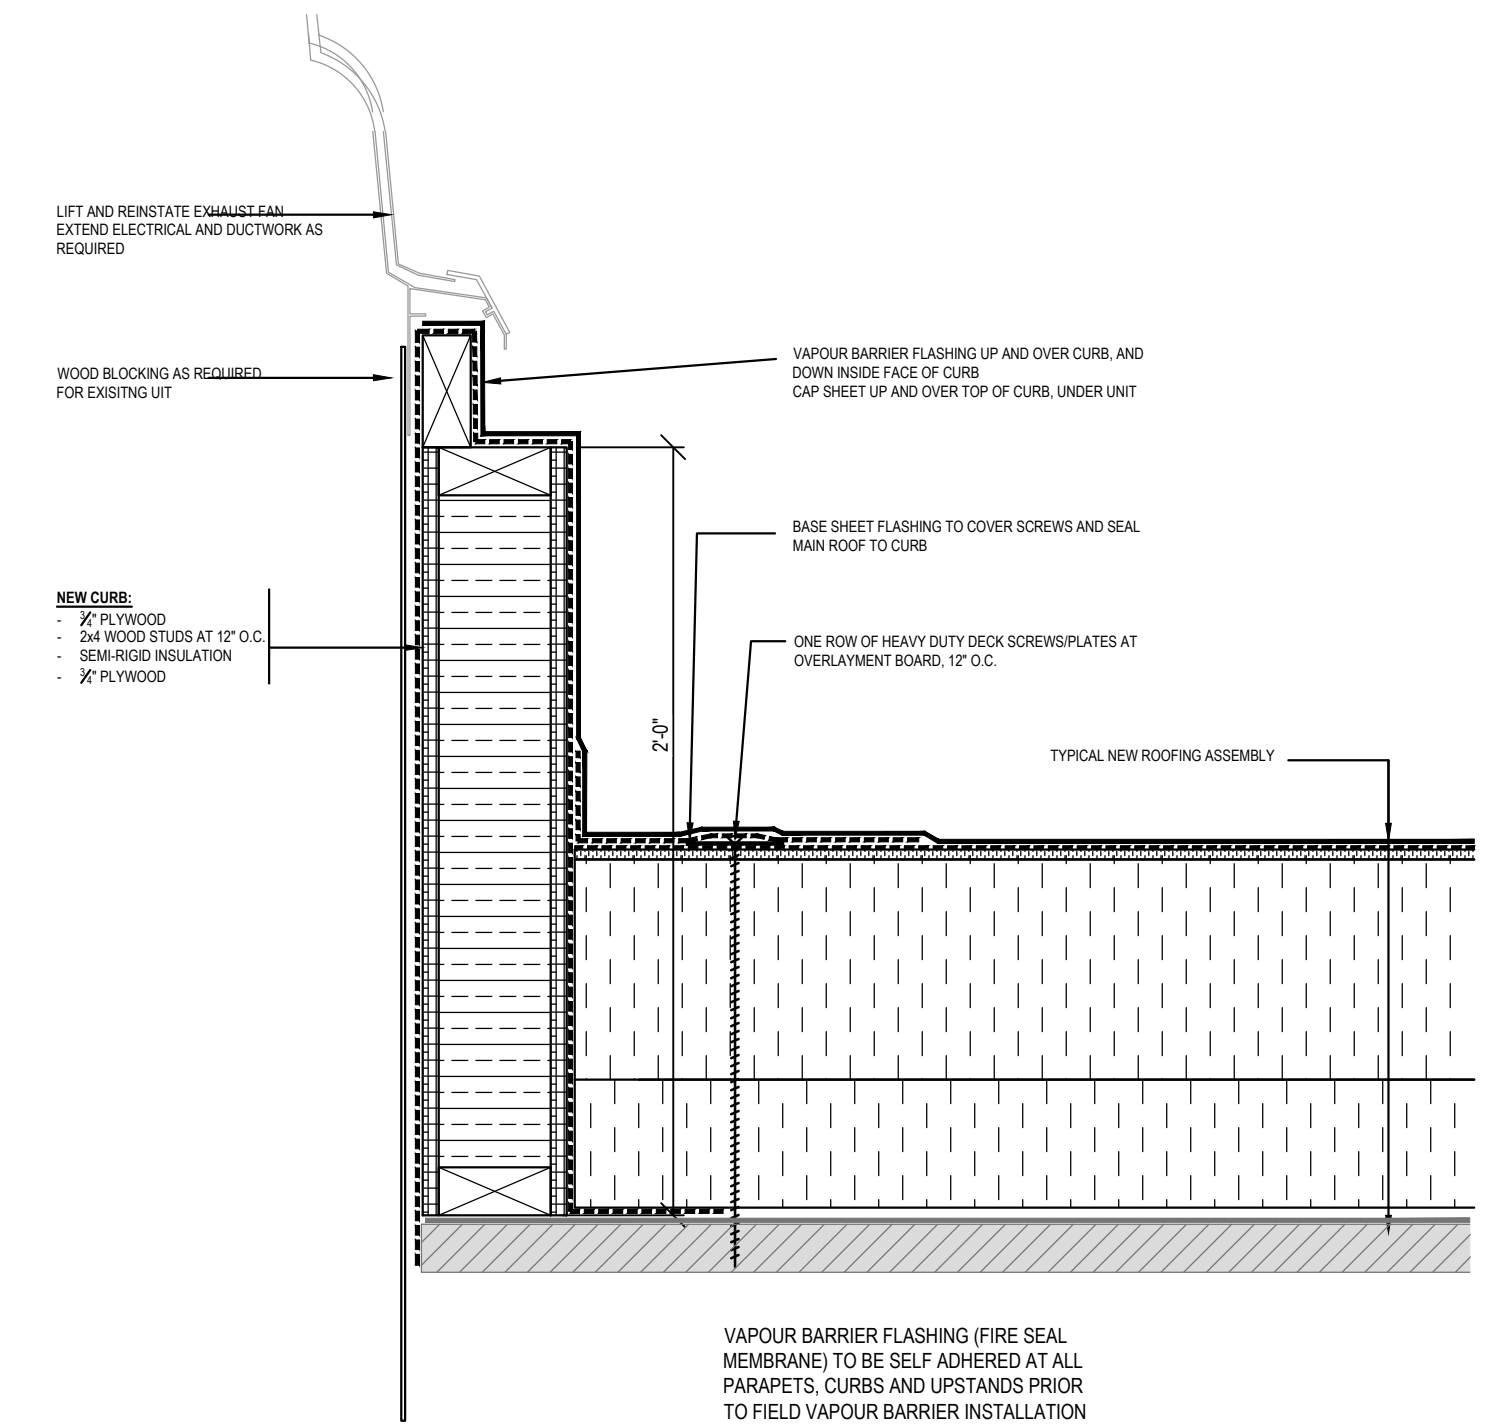 LIFT AND REINSTATE EXHAUST FAN
EXTEND ELECTRICAL AND DUCTWORK AS
REQUIRED
WOOD BLOCKING AS REQUIRED
FOR EXISITNG UIT
VAPOUR BARRIER FLASHING UP AND OVER CURB, AND
DOWN INSIDE FACE OF CURB
CAP SHEET UP AND OVER TOP OF CURB, UNDER UNIT
BASE SHEET FLASHING TO COVER SCREWS AND SEAL
MAIN ROOF TO CURB
NEW CURB:
- 3/4" PLYWOOD
- 2x4 WOOD STUDS AT 12" O.C.
- SEMI-RIGID INSULATION
- 3/4" PLYWOOD
ONE ROW OF HEAVY DUTY DECK SCREWS/PLATES AT
OVERLAYMENT BOARD, 12" O.C.
2'-0"
TYPICAL NEW ROOFING ASSEMBLY
VAPOUR BARRIER FLASHING (FIRE SEAL
MEMBRANE) TO BE SELF ADHERED AT ALL
PARAPETS, CURBS AND UPSTANDS PRIOR
TO FIELD VAPOUR BARRIER INSTALLATION